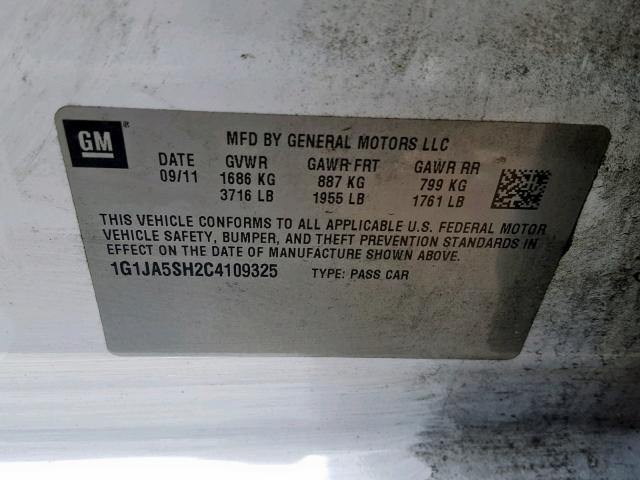 GM®
MFD BY GENERAL MOTORS LLC
DATE GVWR GAWR FRT GAWR RR
09/11 1686 KG 887 KG 799 KG
3716 LB 1955 LB 1761 LB
THIS VEHICLE CONFORMS TO ALL APPLICABLE U.S. FEDERAL MOTOR
VEHICLE SAFETY, BUMPER, AND THEFT PREVENTION STANDARDS IN
EFFECT ON THE DATE OF MANUFACTURE SHOWN ABOVE.
1G1JA5SH2C4109325 TYPE: PASS CAR